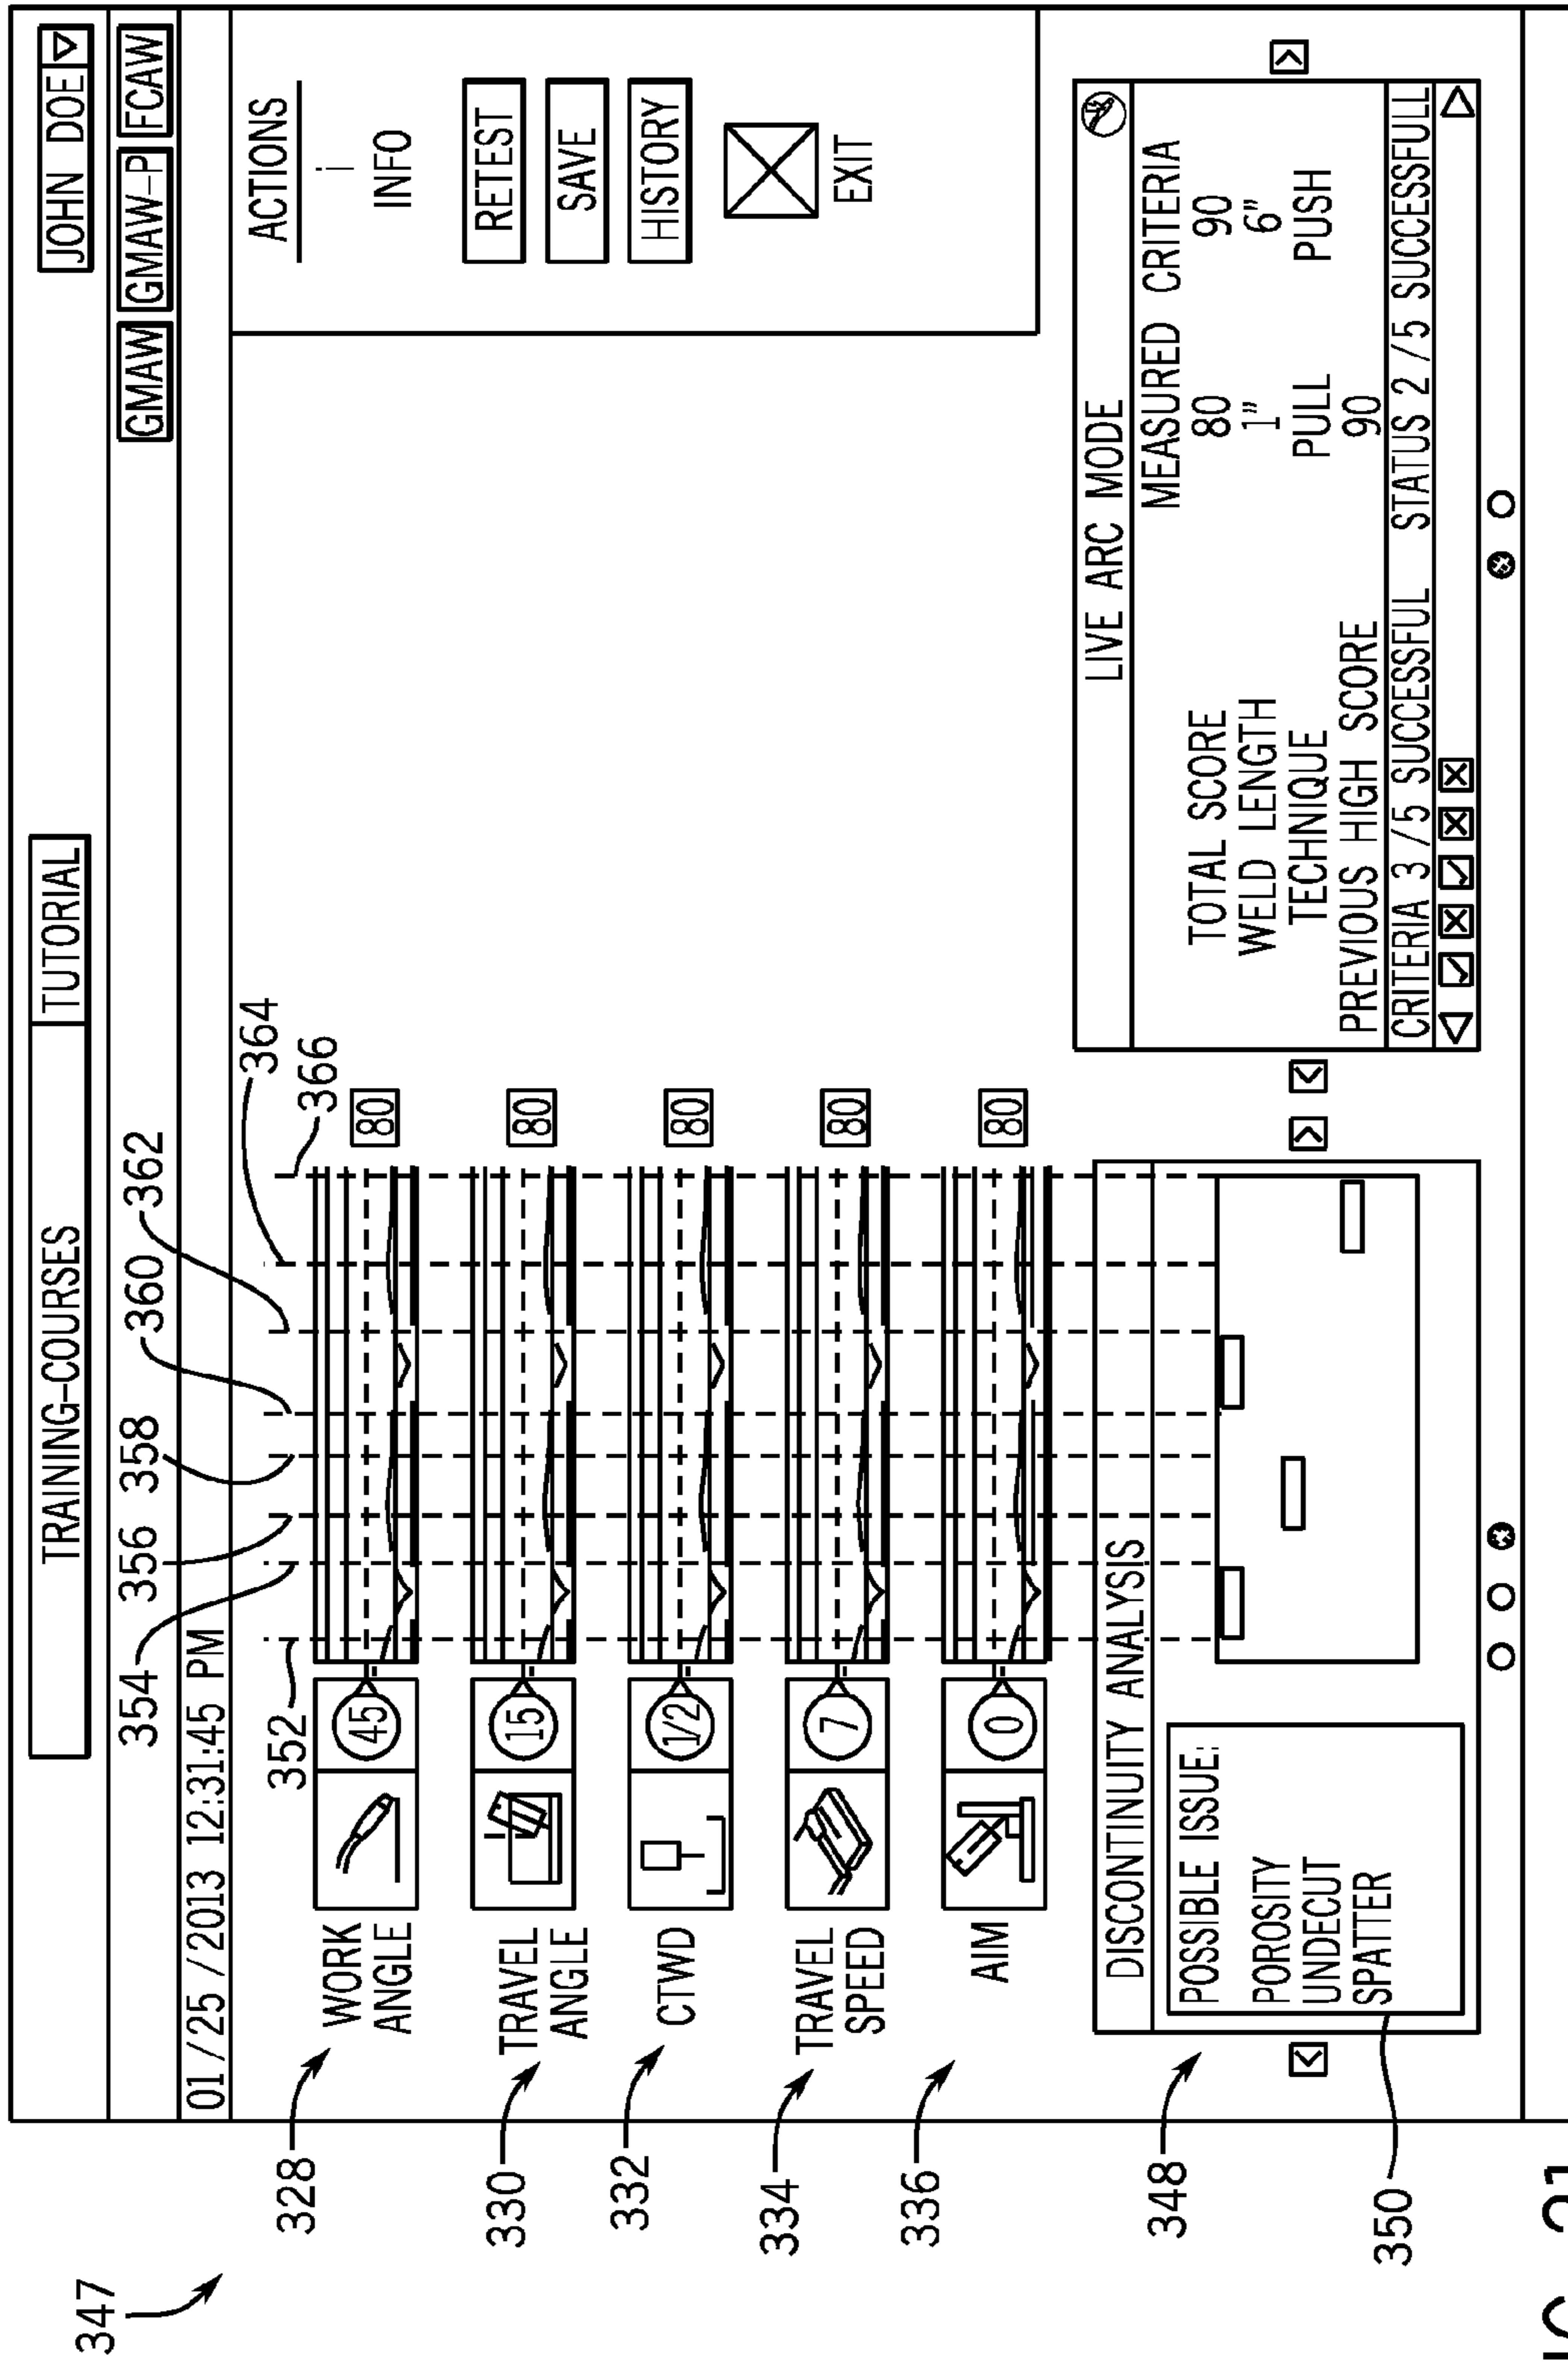 347
TRAINING-COURSES TUTORIAL JOHN DOE
354 356 358 360 362 GMAW GMAW-P FCAW
01/25/2013 12:31:45 PM
352 364
366
ACTIONS
i
INFO
RETEST
SAVE
HISTORY
EXIT
328 WORK ANGLE 45 80
330 TRAVEL ANGLE 15 80
332 CTWD 1/2 80
334 TRAVEL SPEED 7 80
336 AIM 0 80
348
DISCONTINUITY ANALYSIS
POSSIBLE ISSUE:
POROSITY
UNDECUT
SPATTER
350
LIVE ARC MODE
MEASURED CRITERIA
TOTAL SCORE 80 90
WELD LENGTH 1" 6"
TECHNIQUE PULL PUSH
PREVIOUS HIGH SCORE 90
CRITERIA 3/5 SUCCESSFUL STATUS 2/5 SUCCESSFULL